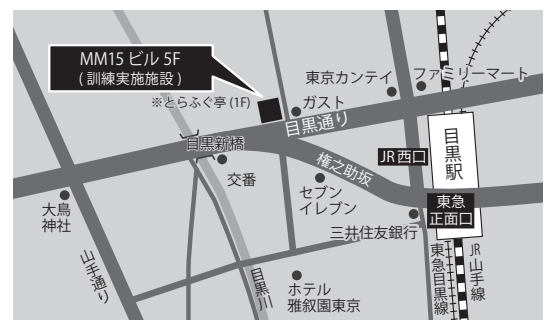 MM15 ビル 5F
(訓練実施施設)
※とらふぐ亭 (1F)
東京カンテイ
ファミリーマート
ガスト
目黒通り
目黒新橋
交番
権之助坂
JR西口
目黒駅
セブン
イレブン
東急
正面口
三井住友銀行
大鳥
神社
山手通り
目黒川
ホテル
雅叙園東京
東急目黒線
JR山手線